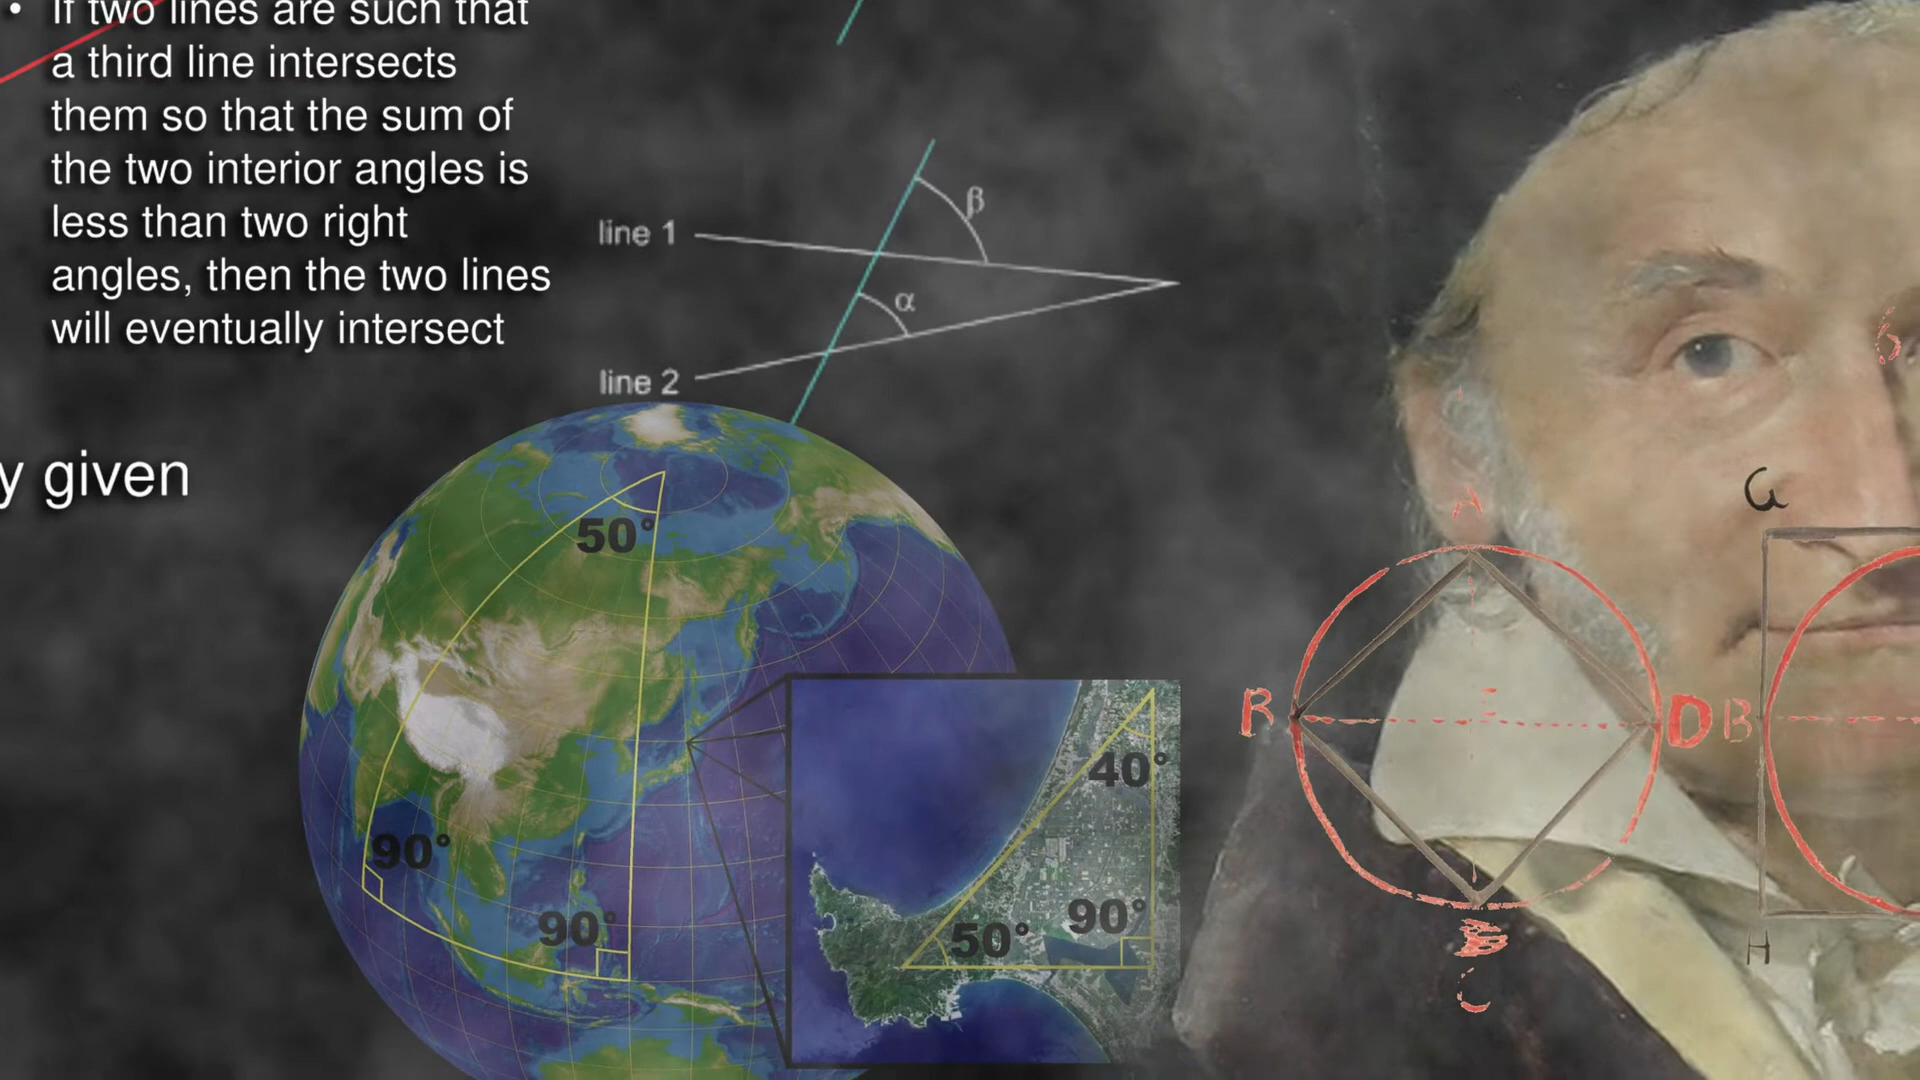 • If two lines are such that
a third line intersects
them so that the sum of
the two interior angles is
less than two right
angles, then the two lines
will eventually intersect
y given
line 1
β
α
line 2
50°
90°
90°
40°
50°
90°
A
B
E
D
C
G
B
H